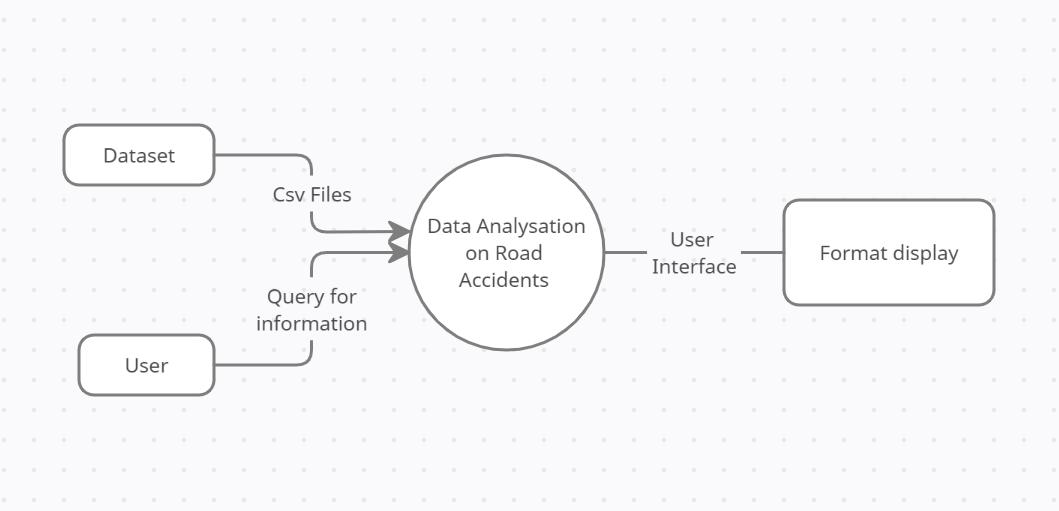 Dataset
Csv Files
Data Analysation
on Road
Accidents
User
Interface
Format display
Query for
information
User